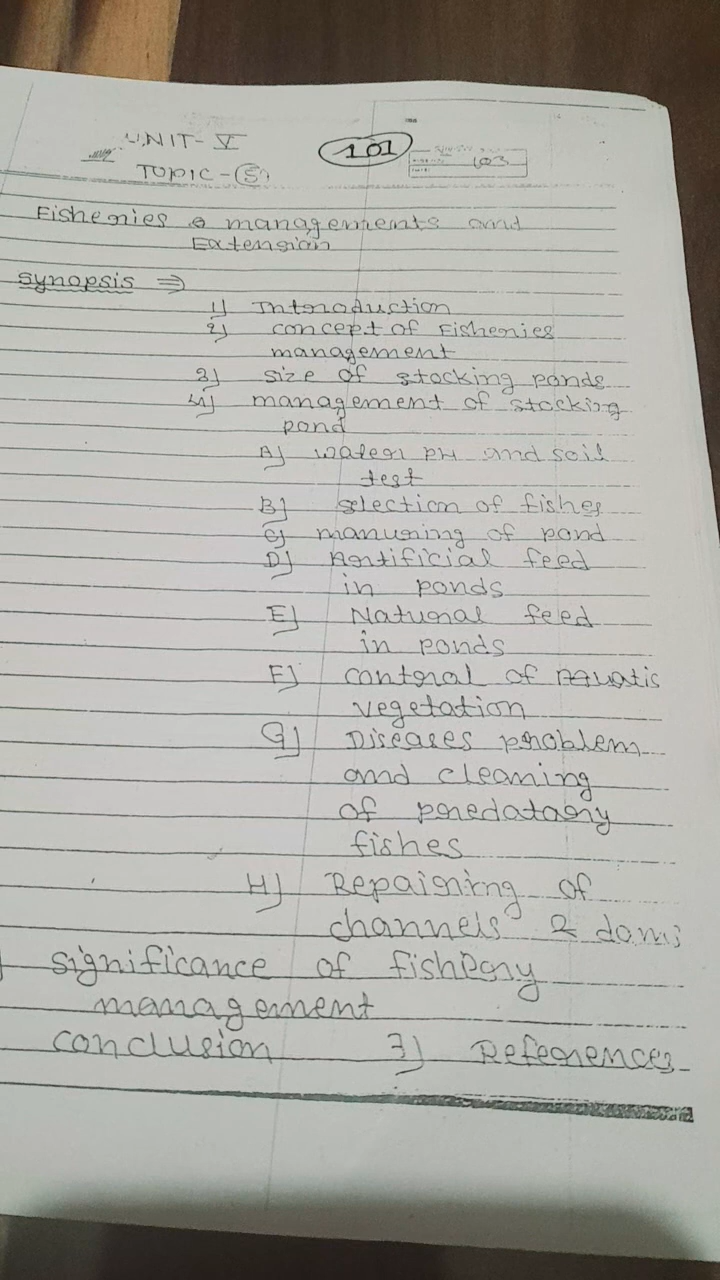 UNIT-V
101
103
TOPIC-(5)
Fisheries managements and
Extension
Synopsis ⇒
1) Introduction
2) concept of Fisheries
management
3) size of stocking ponds
4) management of stocking
pond
A) water PH and soil
test
B) selection of fishes
C) manuring of pond
D) Artificial feed
in ponds
E) Natural feed
in ponds
F) control of Aquatic
vegetation
G) Diseases problem
and cleaning
of predatory
fishes
H) Repairing of
channels & dams
significance of fishery
management
conclusion 7) References